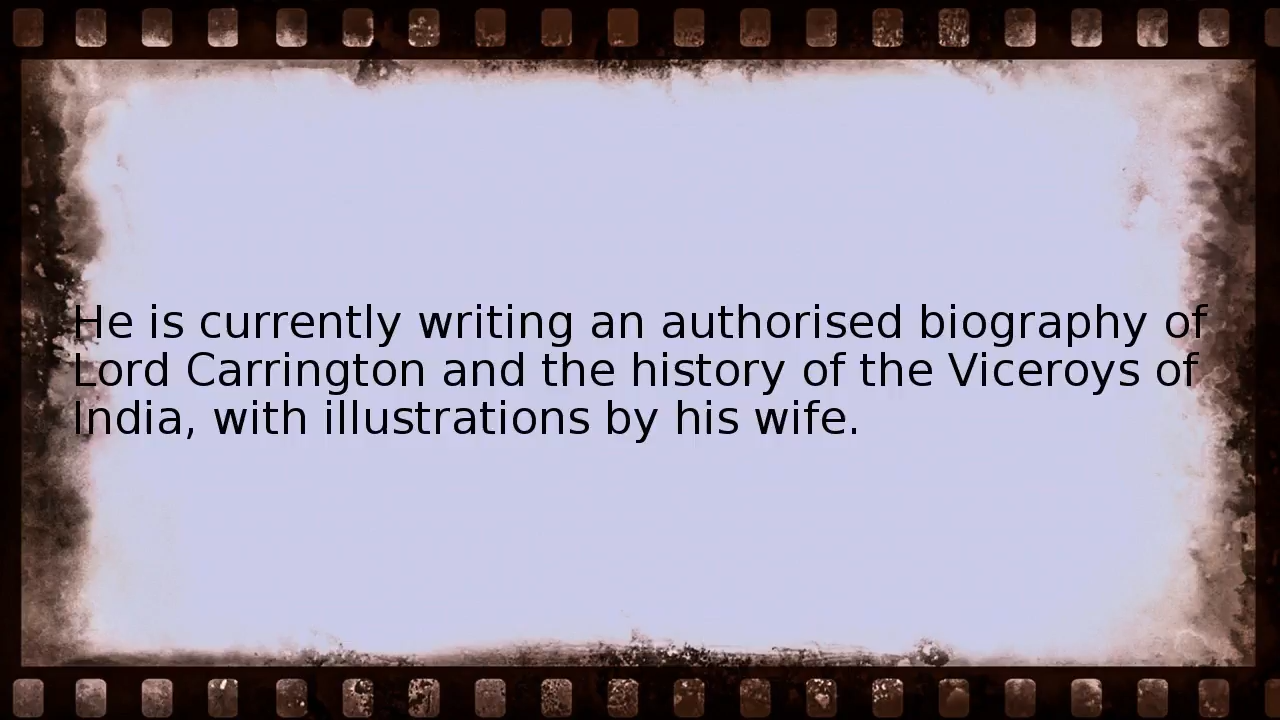 He is currently writing an authorised biography of
Lord Carrington and the history of the Viceroys of
India, with illustrations by his wife.